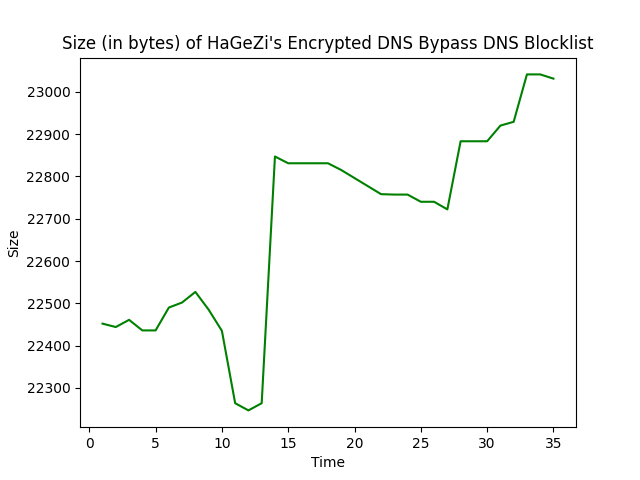 Size (in bytes) of HaGeZi's Encrypted DNS Bypass DNS Blocklist
23000
22900
22800
22700
22600
22500
22400
22300
Size
0 5 10 15 20 25 30 35
Time